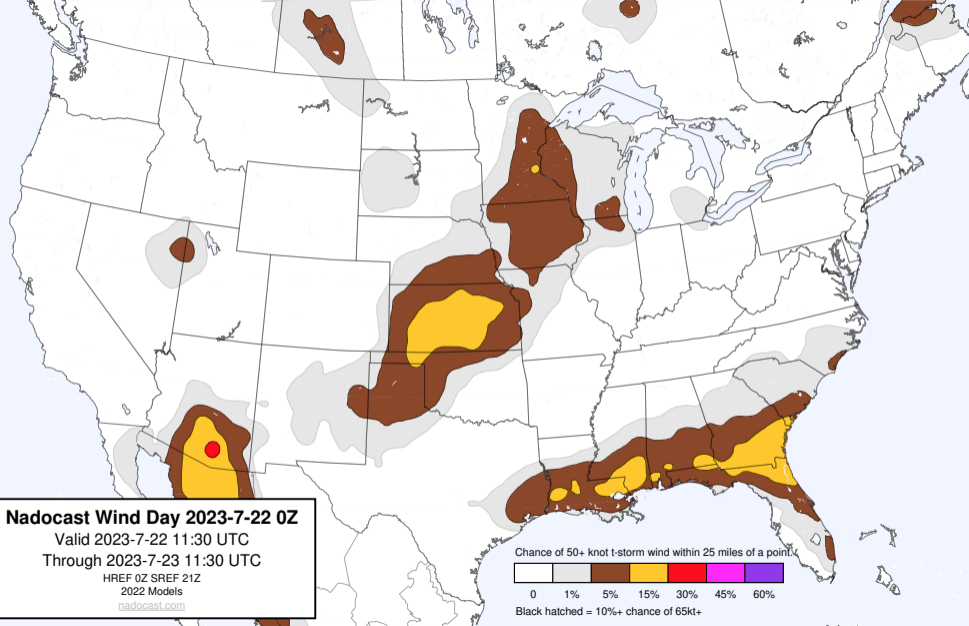 Nadocast Wind Day 2023-7-22 0Z
Valid 2023-7-22 11:30 UTC
Through 2023-7-23 11:30 UTC
HREF 0Z SREF 21Z
2022 Models
nadocast.com
Chance of 50+ knot t-storm wind within 25 miles of a point.
0 1% 5% 15% 30% 45% 60%
Black hatched = 10%+ chance of 65kt+